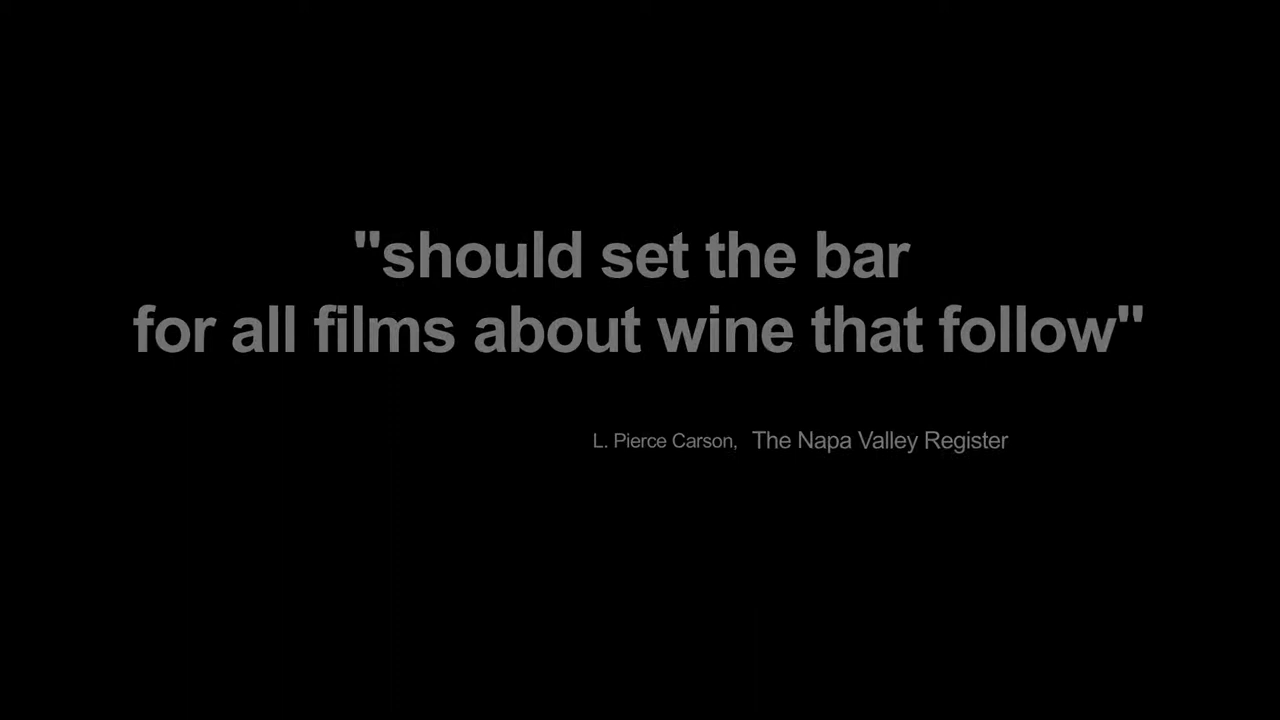 "should set the bar
for all films about wine that follow"
L. Pierce Carson, The Napa Valley Register